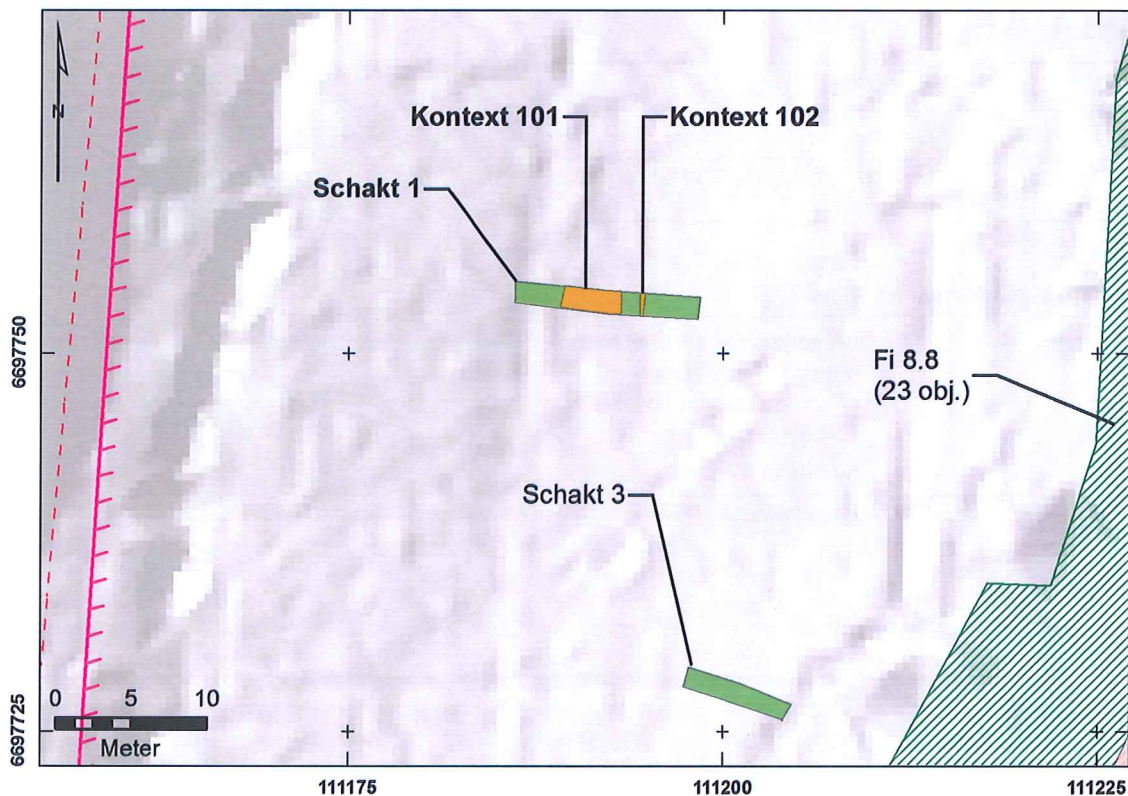 N
Kontext 101
Kontext 102
Schakt 1
6697750
Fi 8.8
(23 obj.)
Schakt 3
0 5 10
Meter
6697725
111175
111200
111225